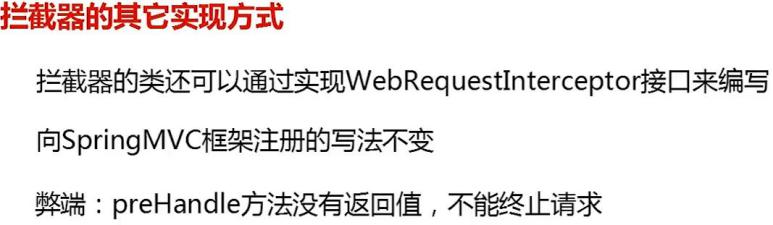 拦截器的其它实现方式
拦截器的类还可以通过实现WebRequestInterceptor接口来编写
向SpringMVC框架注册的写法不变
弊端：preHandle方法没有返回值，不能终止请求